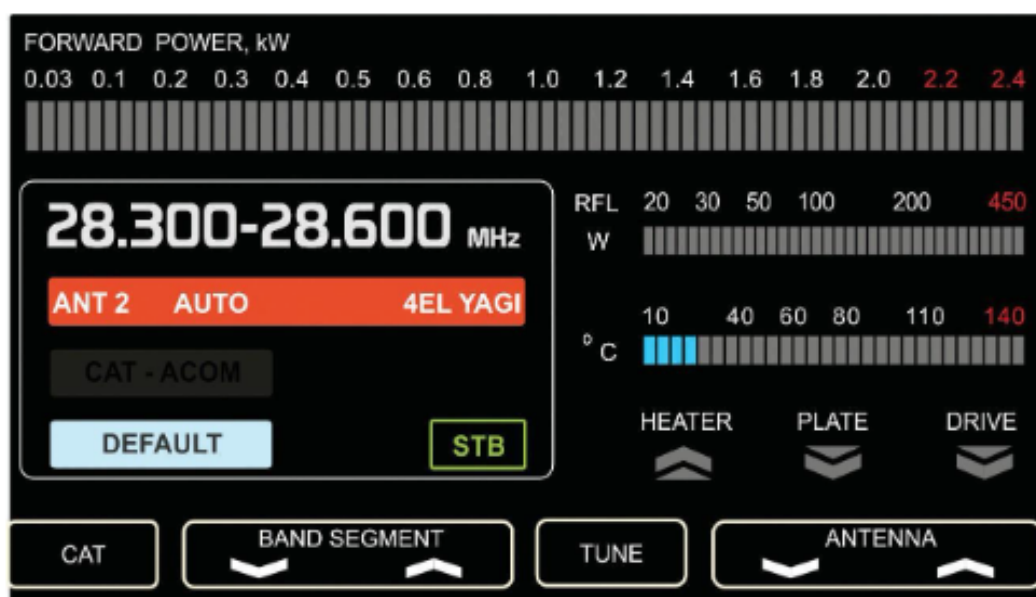 FORWARD POWER, kW
0.03 0.1 0.2 0.3 0.4 0.5 0.6 0.8 1.0 1.2 1.4 1.6 1.8 2.0 2.2 2.4
28.300-28.600 MHz
ANT 2 AUTO 4EL YAGI
CAT - ACOM
DEFAULT STB
RFL 20 30 50 100 200 450
W
10 40 60 80 110 140
° C
HEATER PLATE DRIVE
CAT BAND SEGMENT TUNE ANTENNA